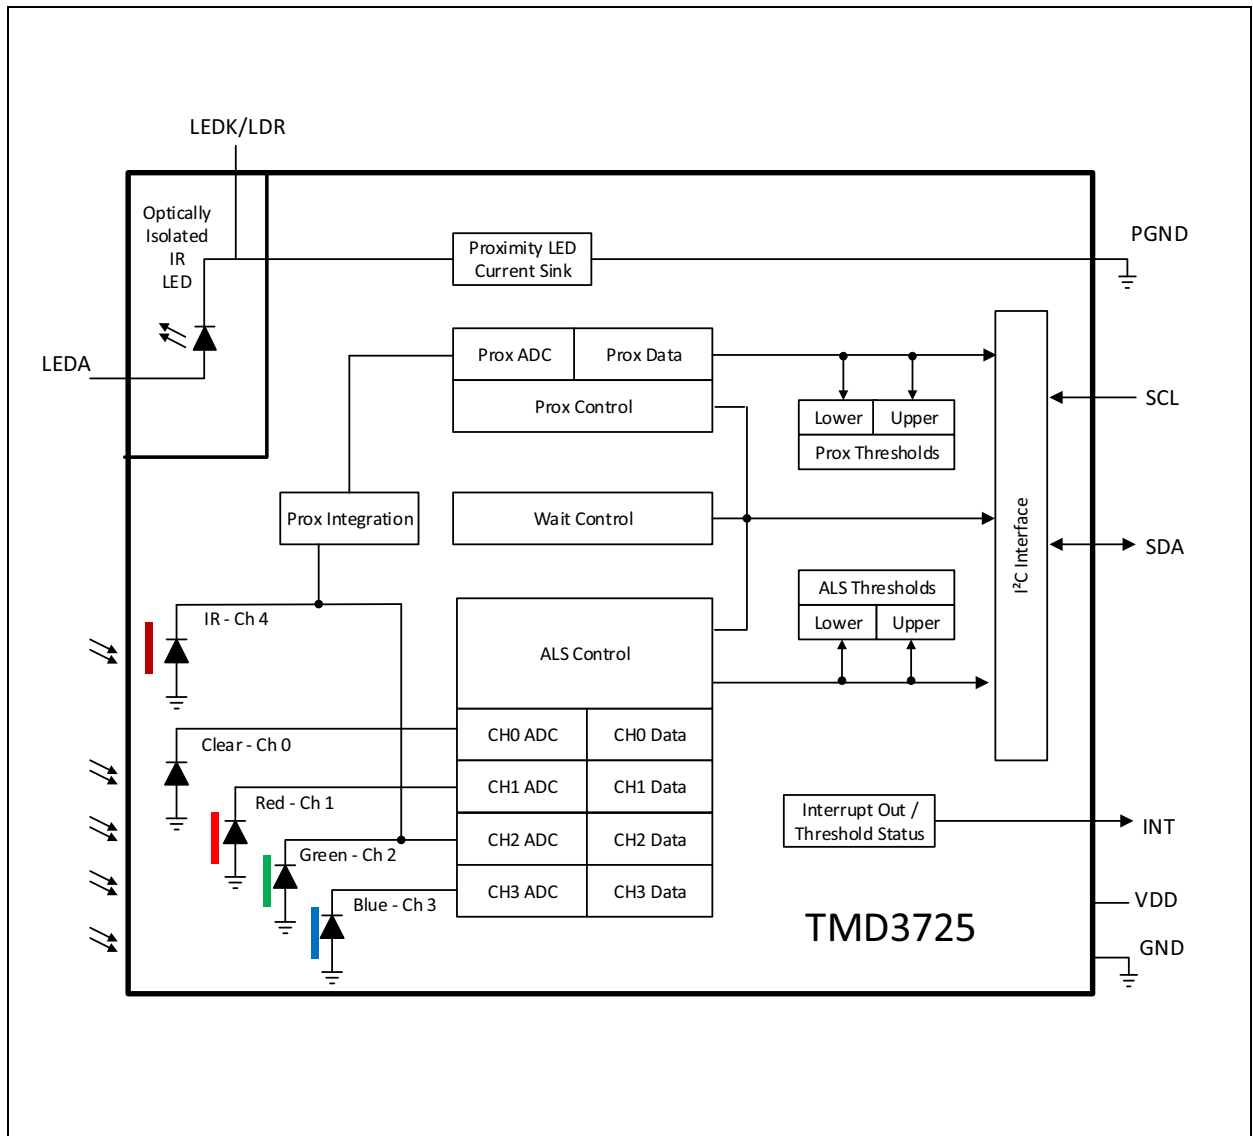 LEDK/LDR
Optically
Isolated
IR
LED
Proximity LED
Current Sink
PGND
LEDA
Prox ADC
Prox Data
Prox Control
Lower
Upper
Prox Thresholds
SCL
Prox Integration
Wait Control
I²C Interface
SDA
ALS Thresholds
Lower
Upper
IR - Ch 4
ALS Control
Clear - Ch 0
CH0 ADC
CH0 Data
Red - Ch 1
CH1 ADC
CH1 Data
Interrupt Out /
Threshold Status
INT
Green - Ch 2
CH2 ADC
CH2 Data
Blue - Ch 3
CH3 ADC
CH3 Data
VDD
TMD3725
GND